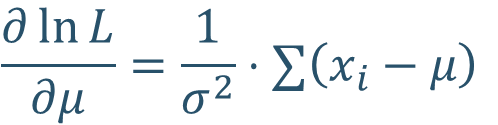 ∂ ln L / ∂μ = 1 / σ² · ∑(xᵢ − μ)